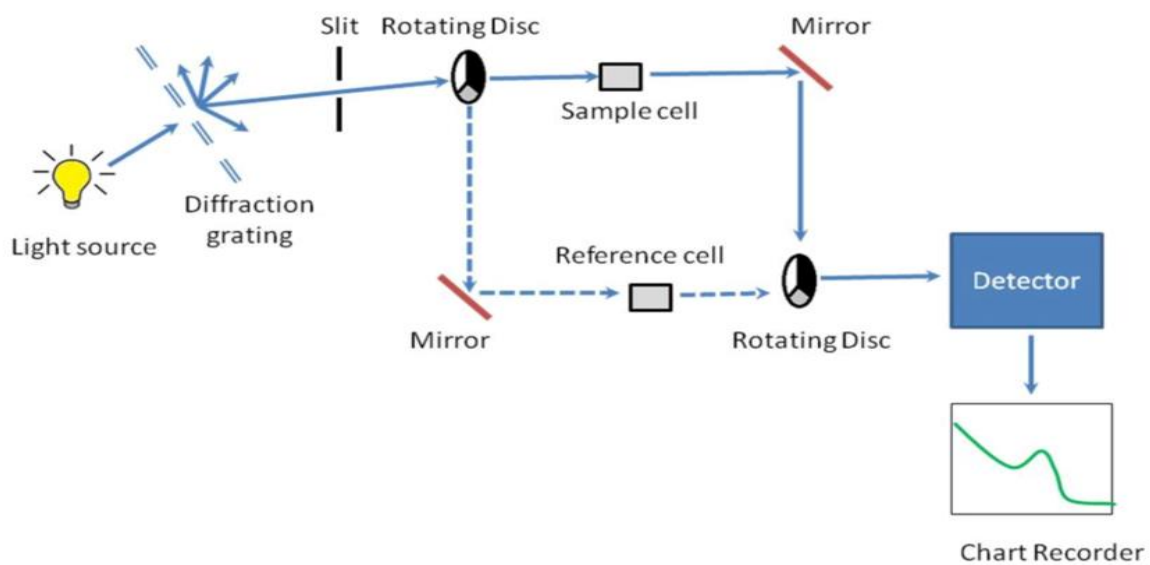 Slit
Rotating Disc
Mirror
Sample cell
Diffraction
grating
Light source
Reference cell
Detector
Mirror
Rotating Disc
Chart Recorder